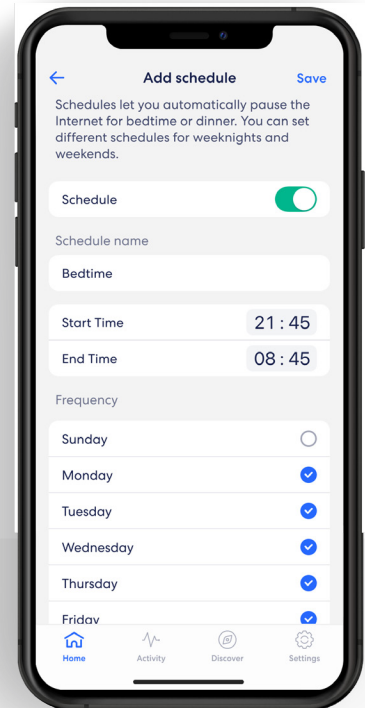 Add schedule
Save
Schedules let you automatically pause the
Internet for bedtime or dinner. You can set
different schedules for weeknights and
weekends.
Schedule
Schedule name
Bedtime
Start Time 21 : 45
End Time 08 : 45
Frequency
Sunday
Monday
Tuesday
Wednesday
Thursday
Friday
Home Activity Discover Settings